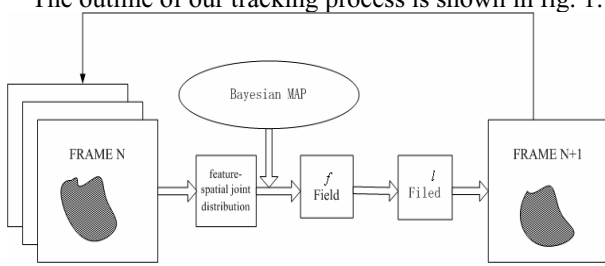 The outline of our tracking process is shown in fig. 1.
Bayesian MAP
FRAME N
feature-
spatial joint
distribution
f
Field
l
Filed
FRAME N+1